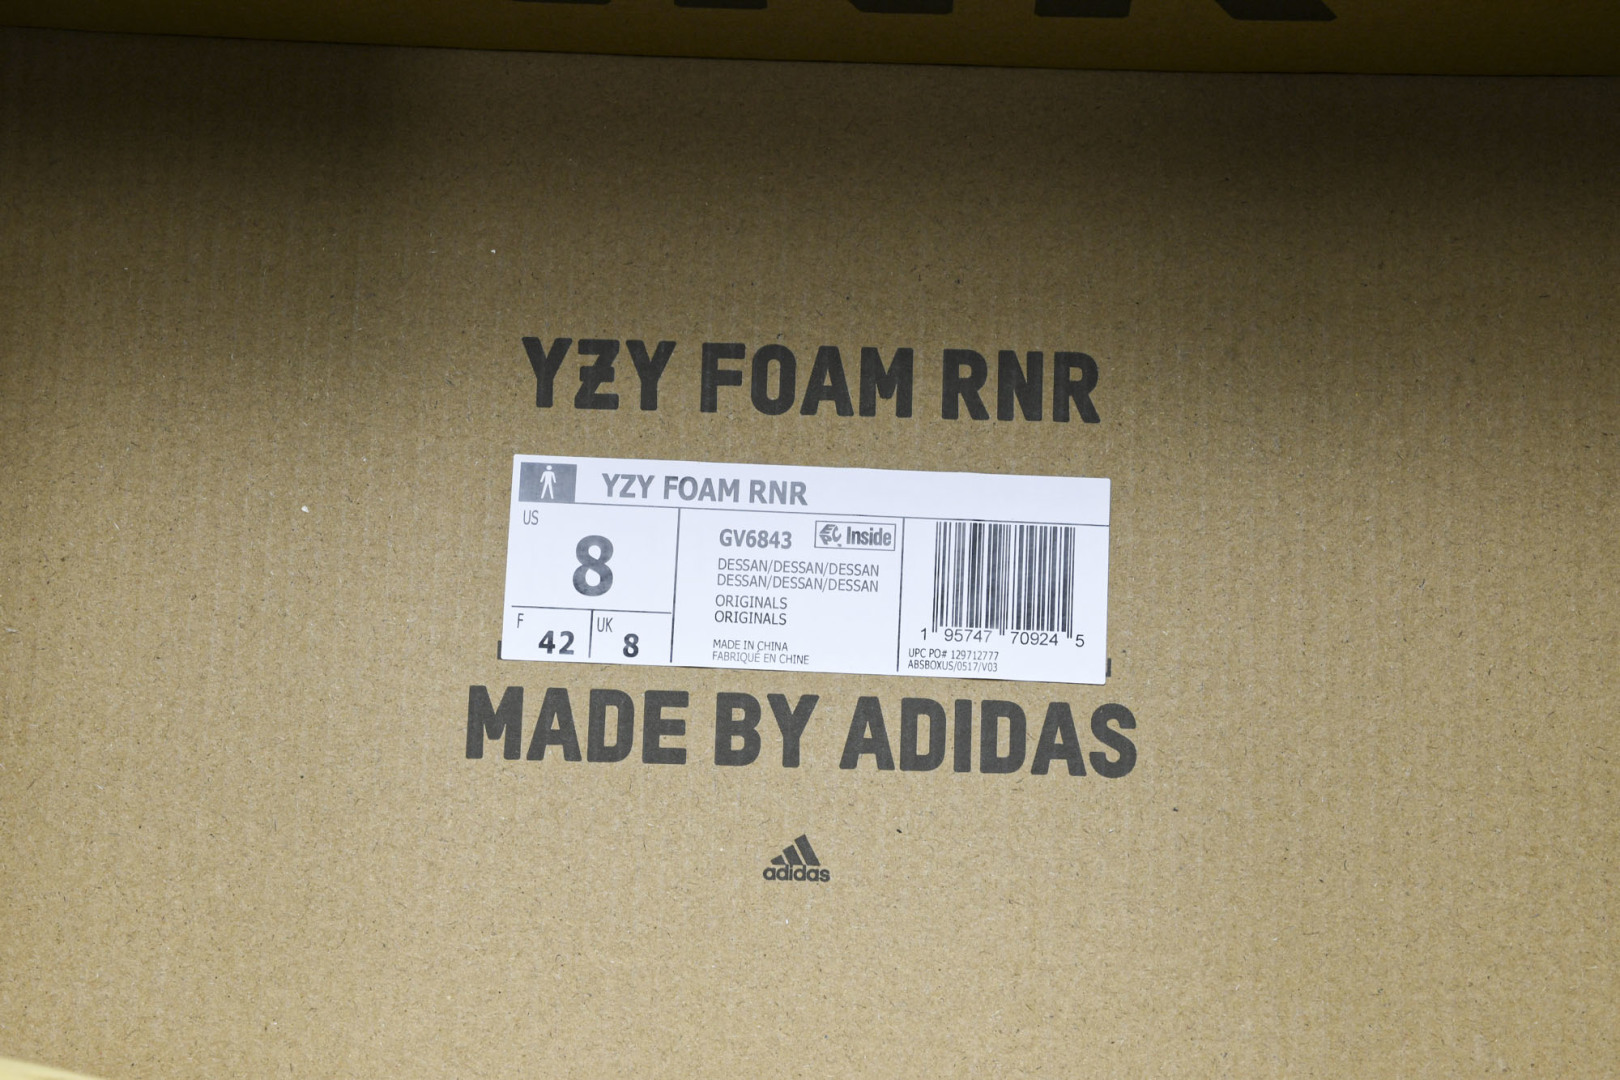 YZY FOAM RNR
YZY FOAM RNR
US
8
F 42
UK 8
GV6843
EPC Inside
DESSAN/DESSAN/DESSAN
DESSAN/DESSAN/DESSAN
ORIGINALS
ORIGINALS
MADE IN CHINA
FABRIQUÉ EN CHINE
1 95747 70924 5
UPC PO# 129712777
ABSBOXUS/0517/V03
MADE BY ADIDAS
adidas